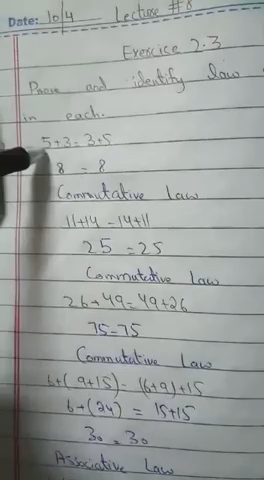 Date: 10/4 Lecture #8
Exercice 2.3
Prove and identify law
in each.
5+3=3+5
8 = 8
Commutative Law
11+14=14+11
25 = 25
Commutative Law
26+49=49+26
75=75
Commutative Law
6+(9+15)=(6+9)+15
6+(24) = 15+15
30 = 30
Associative Law